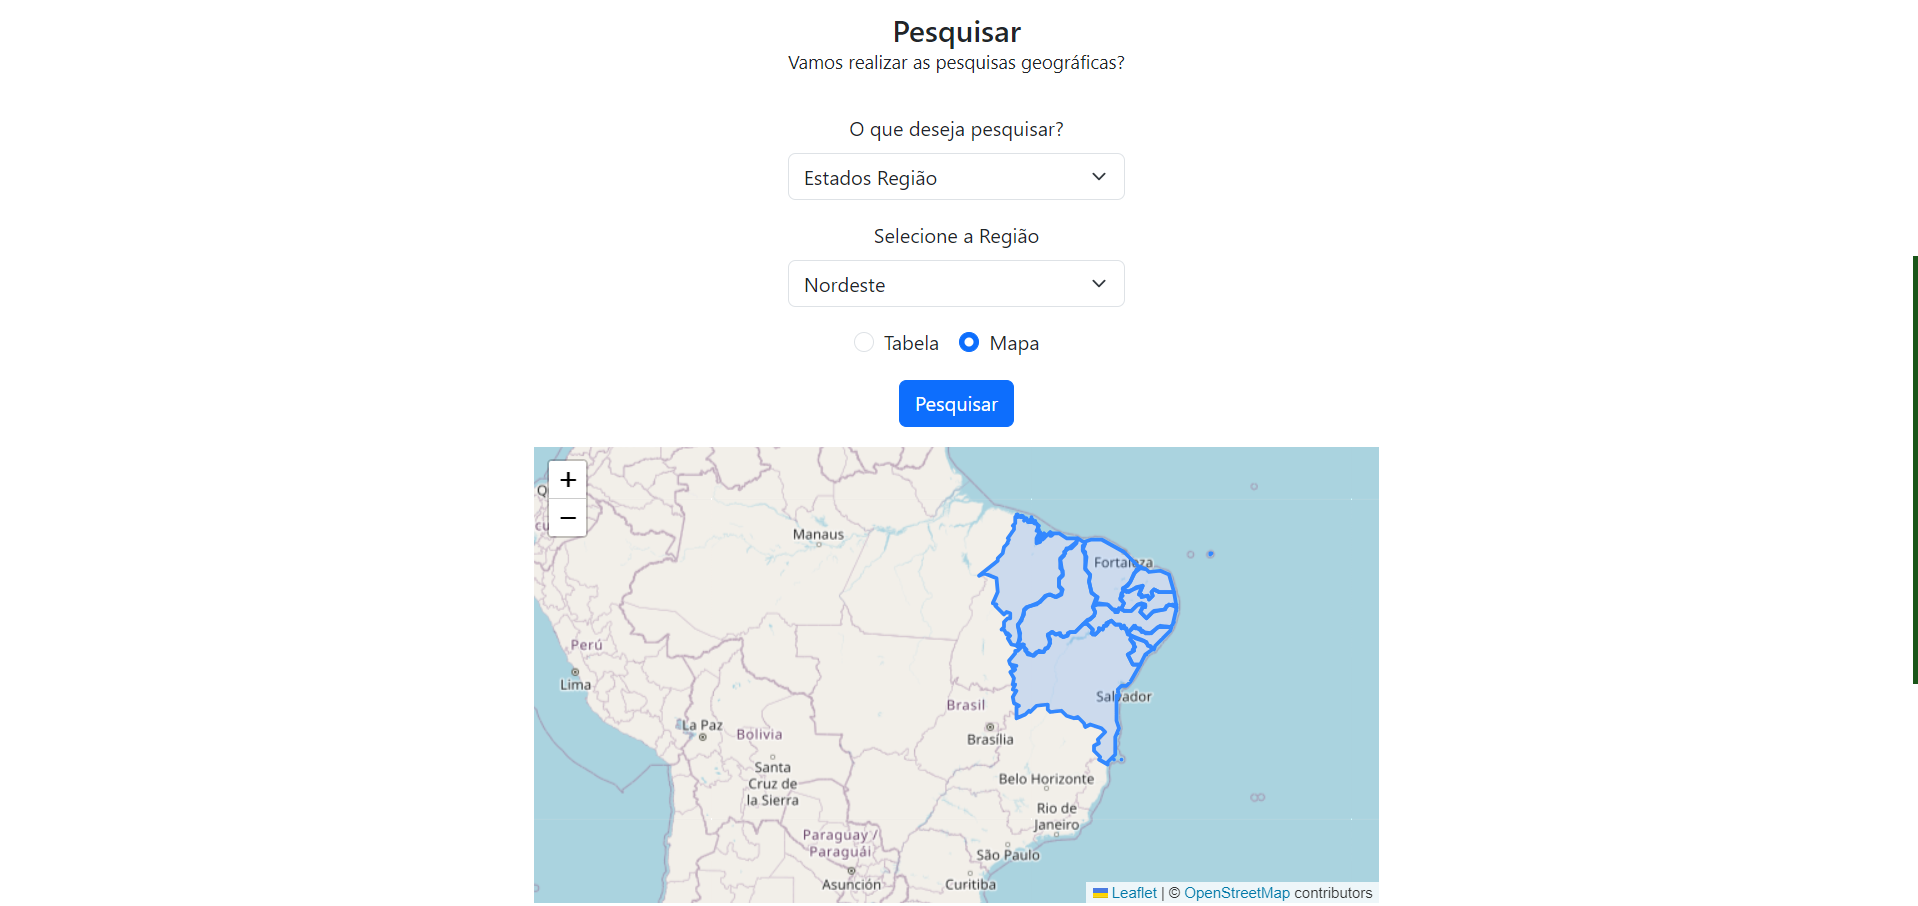 Pesquisar
Vamos realizar as pesquisas geográficas?
O que deseja pesquisar?
Estados Região
Selecione a Região
Nordeste
Tabela
Mapa
Pesquisar
+
−
Manaus
Fortaleza
Perú
Lima
Salvador
Brasil
La Paz
Bolivia
Brasília
Santa
Cruz de
la Sierra
Belo Horizonte
Rio de
Janeiro
Paraguay /
Paraguái
São Paulo
Asunción
Curitiba
Leaflet | © OpenStreetMap contributors